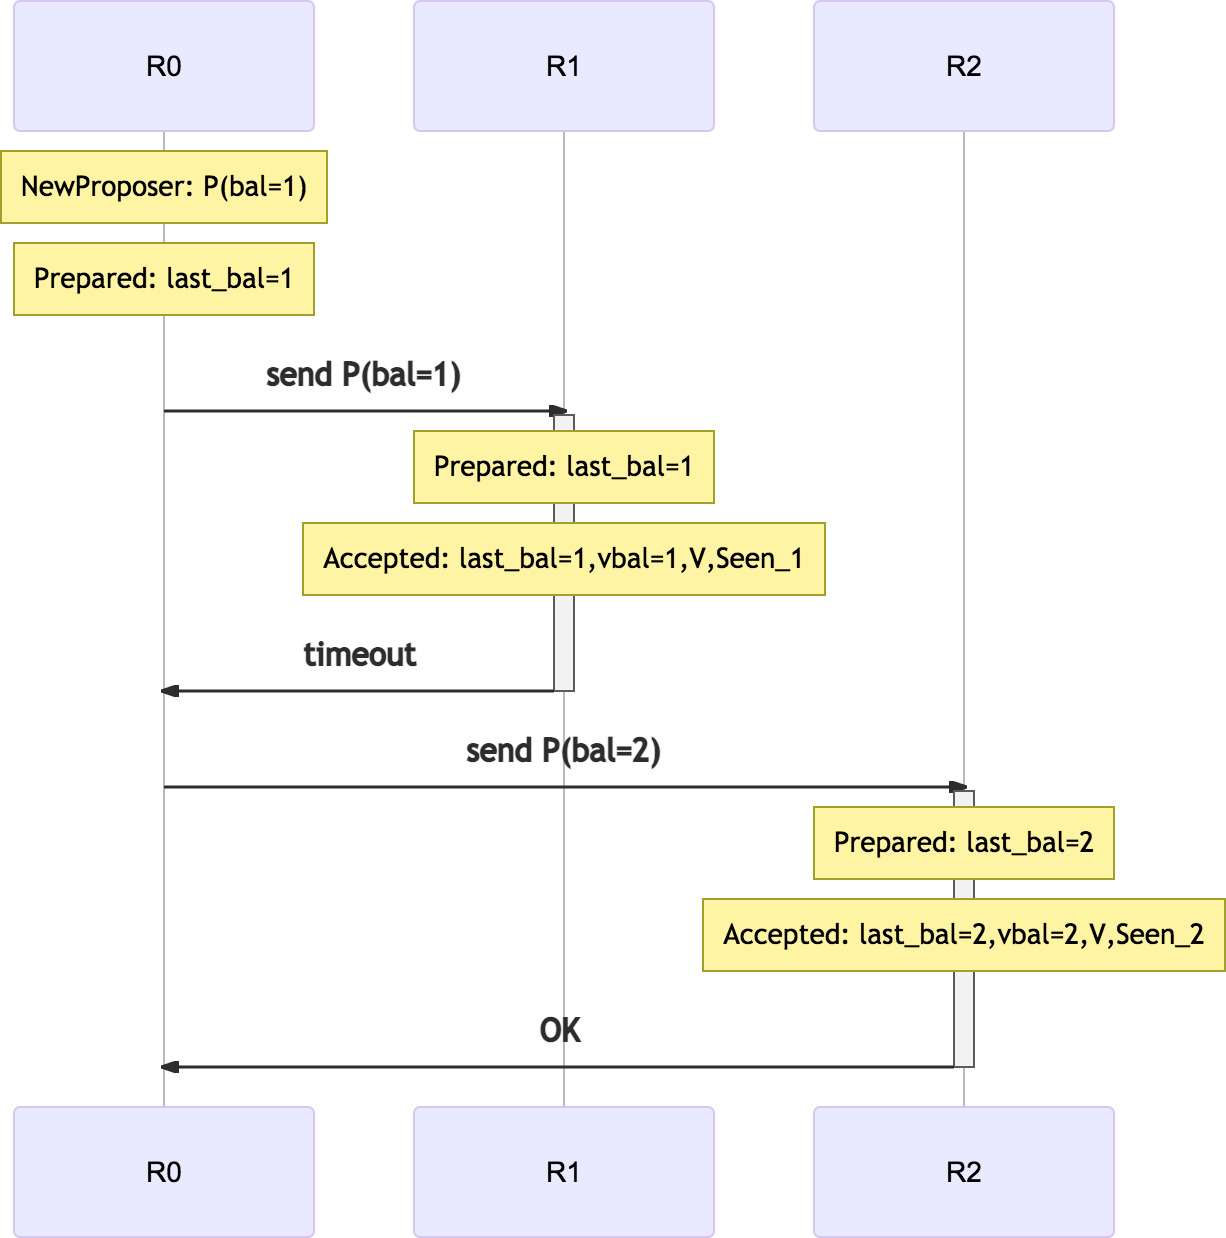 R0
R1
R2
NewProposer: P(bal=1)
Prepared: last_bal=1
send P(bal=1)
Prepared: last_bal=1
Accepted: last_bal=1,vbal=1,V,Seen_1
timeout
send P(bal=2)
Prepared: last_bal=2
Accepted: last_bal=2,vbal=2,V,Seen_2
OK
R0
R1
R2